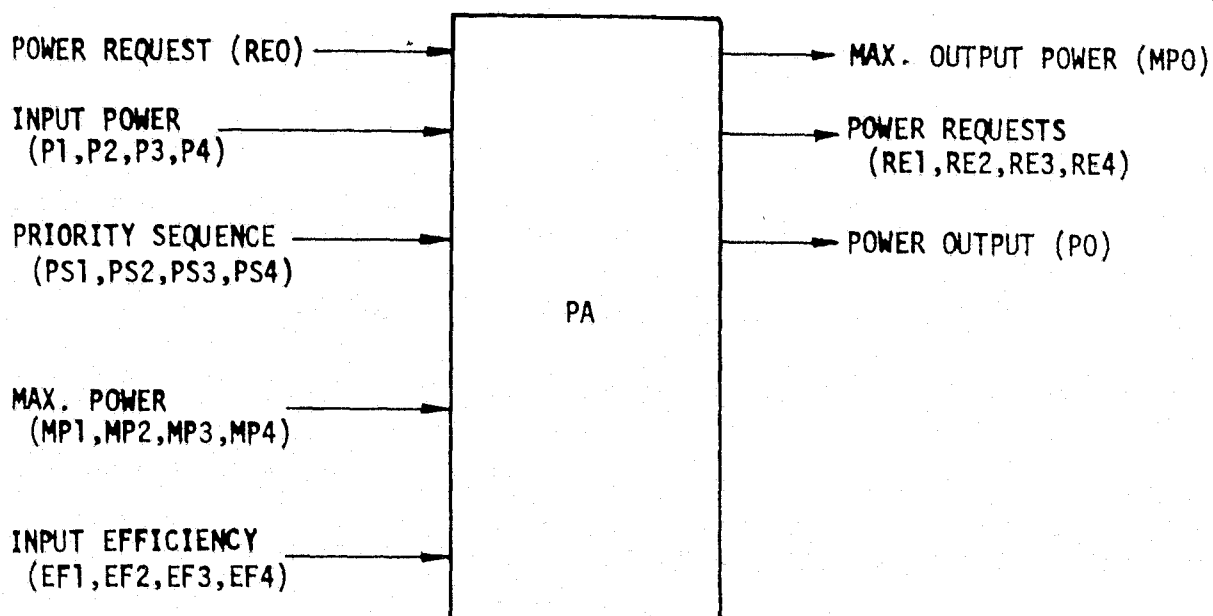 POWER REQUEST (REO)
INPUT POWER
(P1,P2,P3,P4)
PRIORITY SEQUENCE
(PS1,PS2,PS3,PS4)
MAX. POWER
(MP1,MP2,MP3,MP4)
INPUT EFFICIENCY
(EF1,EF2,EF3,EF4)
PA
MAX. OUTPUT POWER (MPO)
POWER REQUESTS
(RE1,RE2,RE3,RE4)
POWER OUTPUT (PO)